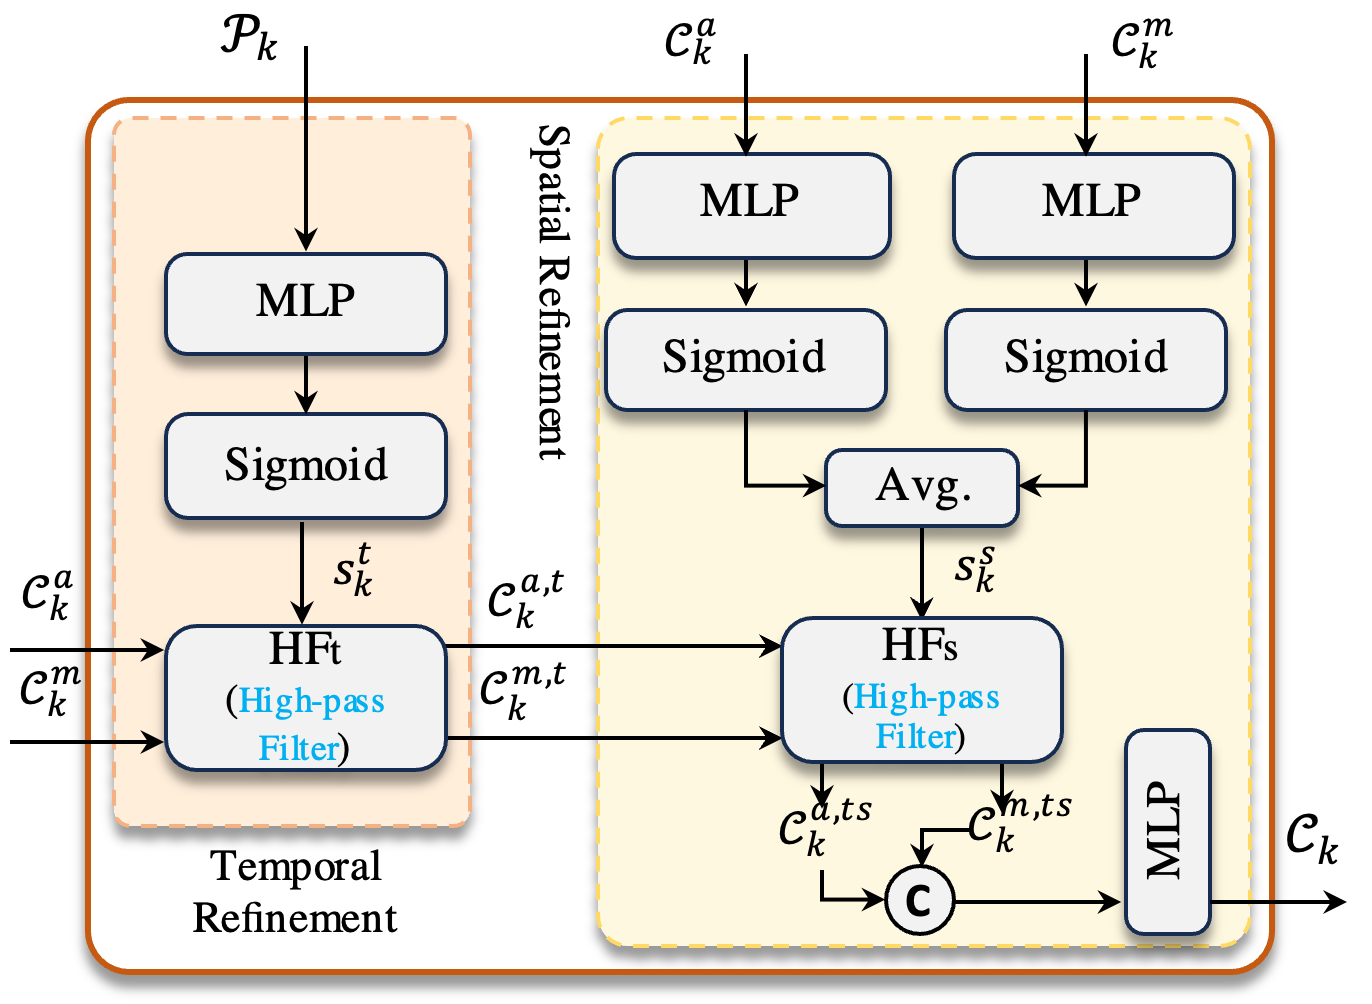 𝒫_k
𝒞_k^a
𝒞_k^m
MLP
Sigmoid
s_k^t
𝒞_k^a
𝒞_k^m
HFt
(High-pass
Filter)
Temporal
Refinement
𝒞_k^{a,t}
𝒞_k^{m,t}
Spatial Refinement
MLP
MLP
Sigmoid
Sigmoid
Avg.
s_k^s
HFs
(High-pass
Filter)
𝒞_k^{a,ts}
𝒞_k^{m,ts}
C
MLP
𝒞_k